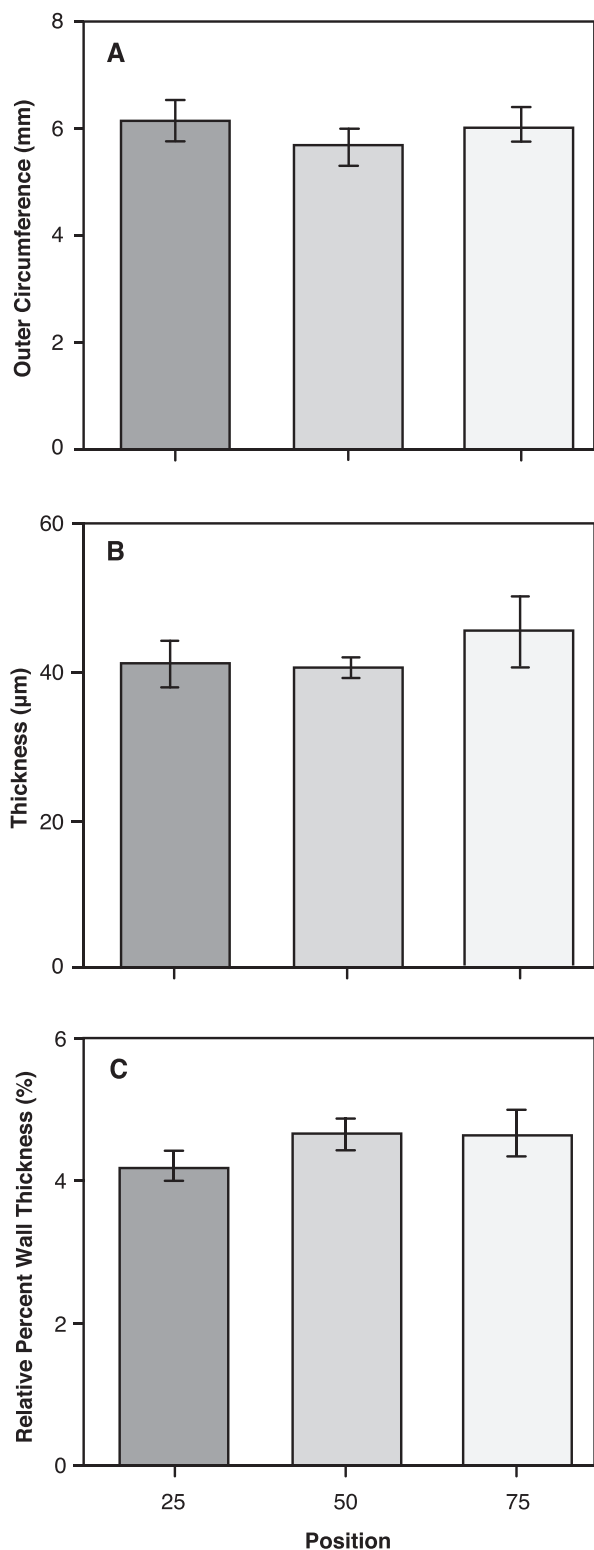 A
Outer Circumference (mm)
8
6
4
2
0
B
Thickness (μm)
60
40
20
0
C
Relative Percent Wall Thickness (%)
6
4
2
0
25 50 75
Position